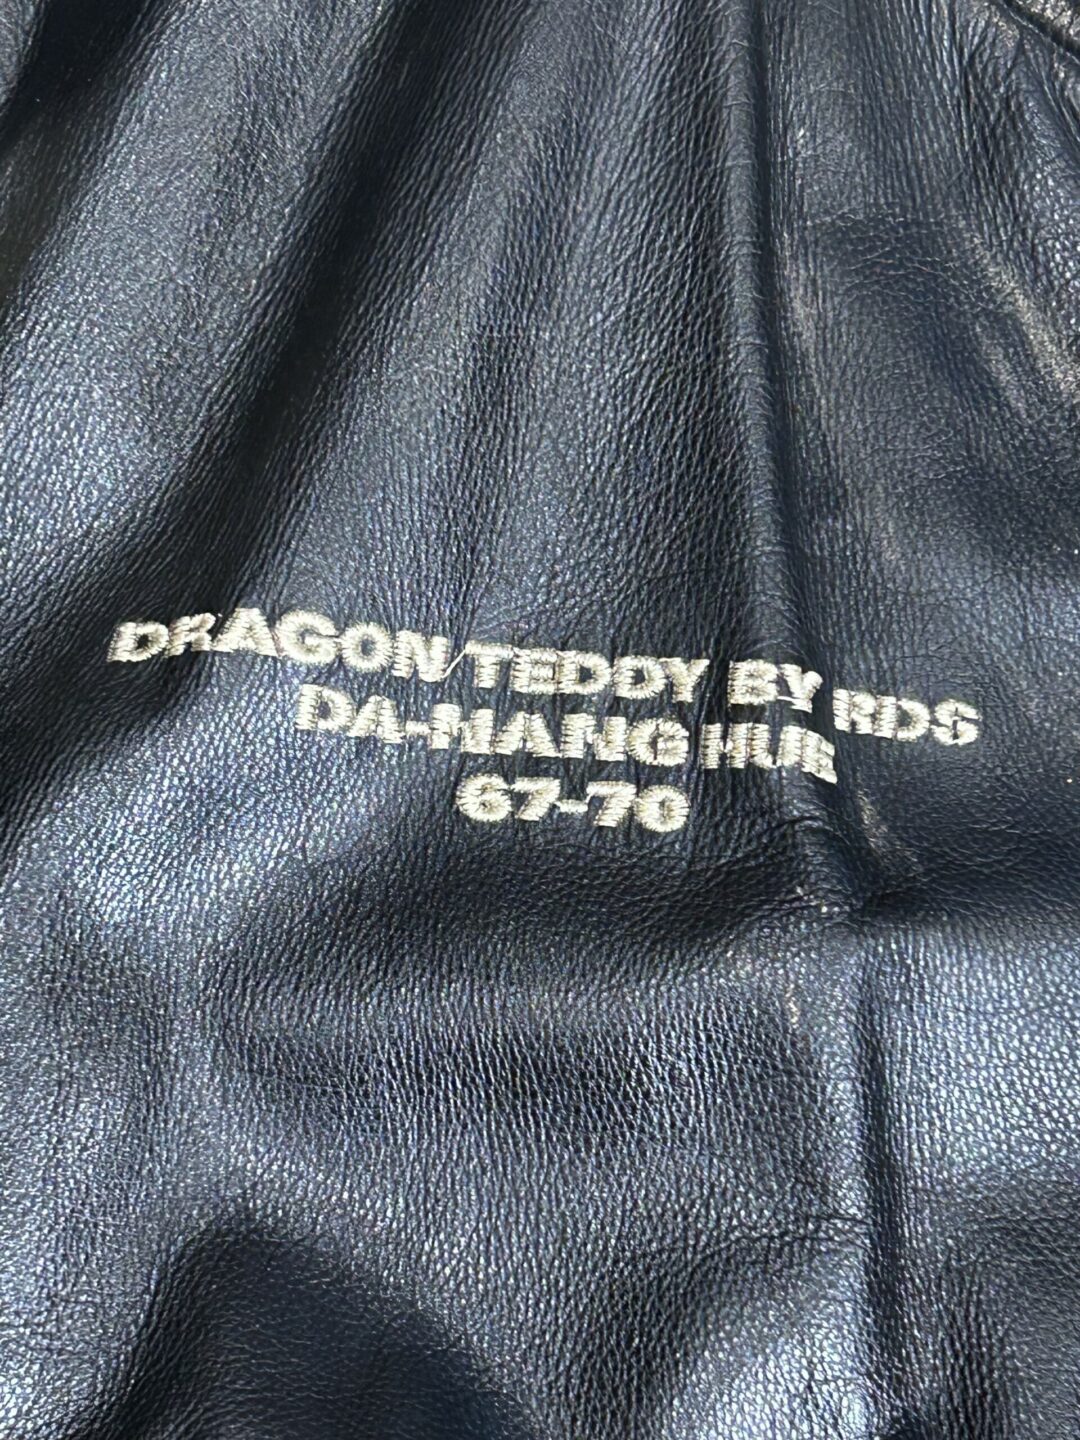 DRAGON TEDDY BY RDS
DA-NANG HUE
67-70